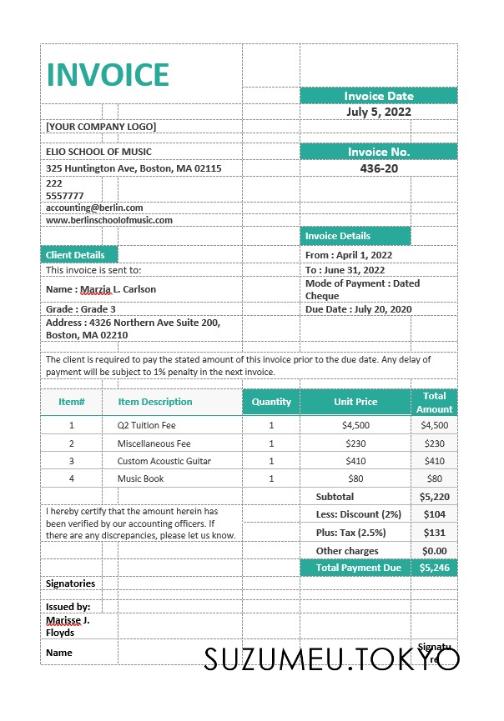 INVOICE
Invoice Date
July 5, 2022
[YOUR COMPANY LOGO]
ELIO SCHOOL OF MUSIC
Invoice No.
325 Huntington Ave, Boston, MA 02115
436-20
222
5557777
accounting@berlin.com
www.berlinschoolofmusic.com
Invoice Details
Client Details
From : April 1, 2022
This invoice is sent to:
To : June 31, 2022
Name : Marzia L. Carlson
Mode of Payment : Dated
Cheque
Grade : Grade 3
Due Date : July 20, 2020
Address : 4326 Northern Ave Suite 200,
Boston, MA 02210
The client is required to pay the stated amount of this invoice prior to the due date. Any delay of
payment will be subject to 1% penalty in the next invoice.
Item# Item Description Quantity Unit Price Total Amount
1 Q2 Tuition Fee 1 $4,500 $4,500
2 Miscellaneous Fee 1 $230 $230
3 Custom Acoustic Guitar 1 $410 $410
4 Music Book 1 $80 $80
Subtotal $5,220
I hereby certify that the amount herein has
been verified by our accounting officers. If
there are any discrepancies, please let us know.
Less: Discount (2%) $104
Plus: Tax (2.5%) $131
Other charges $0.00
Total Payment Due $5,246
Signatories
Issued by:
Marisse J.
Floyds
Name
Signatu
re
SUZUMEU.TOKYO